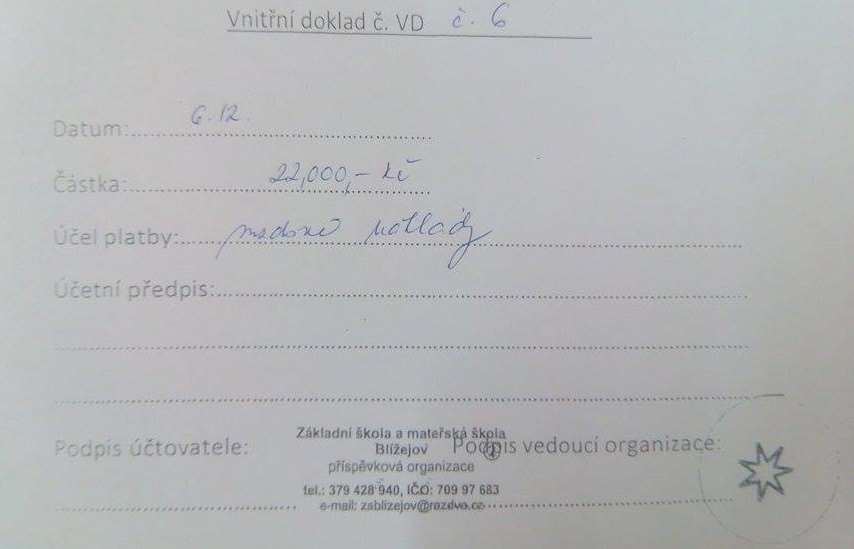 Vnitřní doklad č. VD č. 6
Datum: 6.12.
Částka: 22,000,- Kč
Účel platby: mzdové náklady
Účetní předpis:
Podpis účtovatele:
Základní škola a mateřská škola
Blížejov
příspěvková organizace
tel.: 379 428 940, IČO: 709 97 683
e-mail: zsblizejov@razdva.cz
Podpis vedoucí organizace: